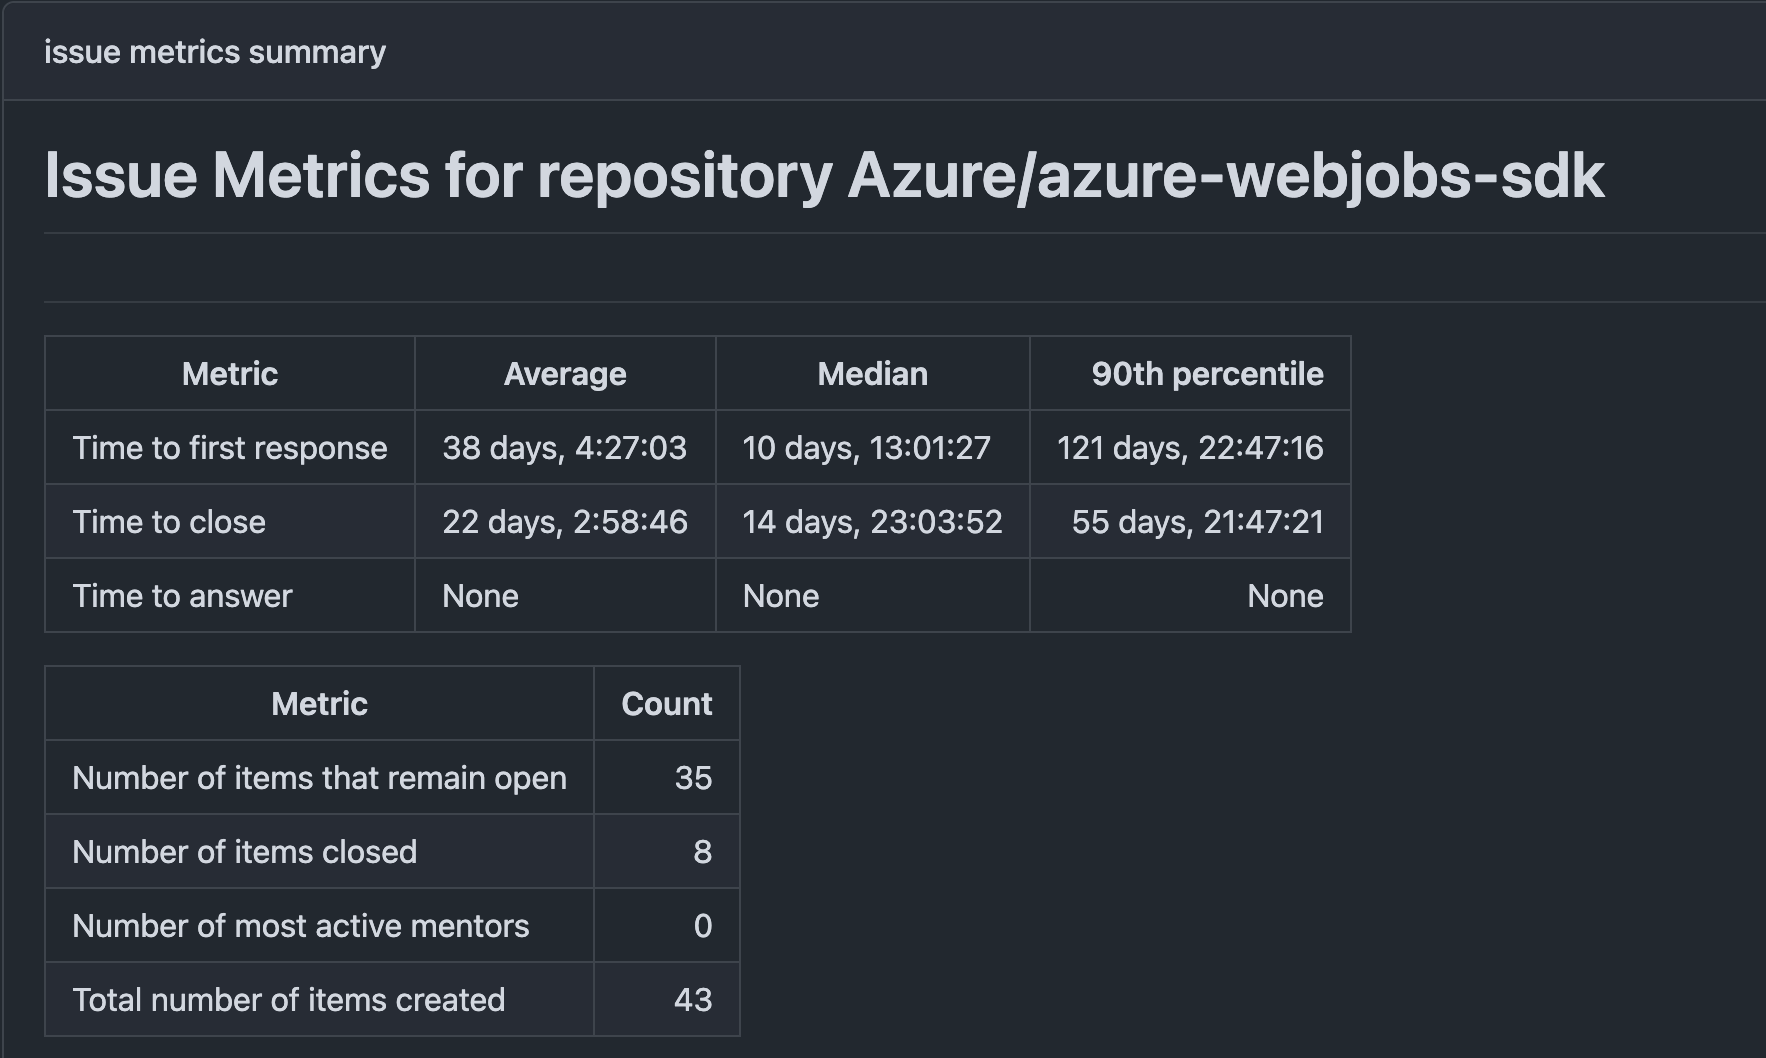 issue metrics summary
Issue Metrics for repository Azure/azure-webjobs-sdk
Metric Average Median 90th percentile
Time to first response 38 days, 4:27:03 10 days, 13:01:27 121 days, 22:47:16
Time to close 22 days, 2:58:46 14 days, 23:03:52 55 days, 21:47:21
Time to answer None None None
Metric Count
Number of items that remain open 35
Number of items closed 8
Number of most active mentors 0
Total number of items created 43